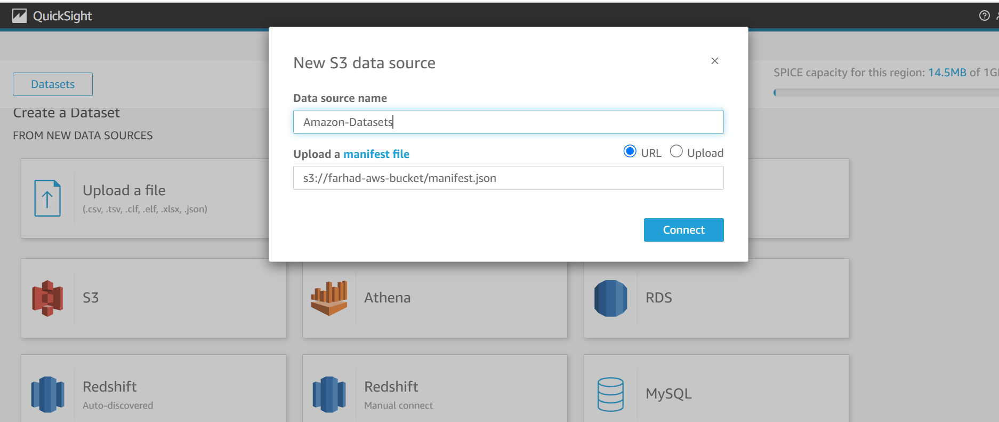 QuickSight
New S3 data source
Datasets
SPICE capacity for this region: 14.5MB of
Data source name
Create a Dataset
Amazon-Datasets
FROM NEW DATA SOURCES
Upload a manifest file
URL
Upload
s3://farhad-aws-bucket/manifest.json
Upload a file
(.csv, .tsv, .clf, .elf, .xlsx, .json)
Connect
S3
Athena
RDS
Redshift
Auto-discovered
Redshift
Manual connect
MySQL